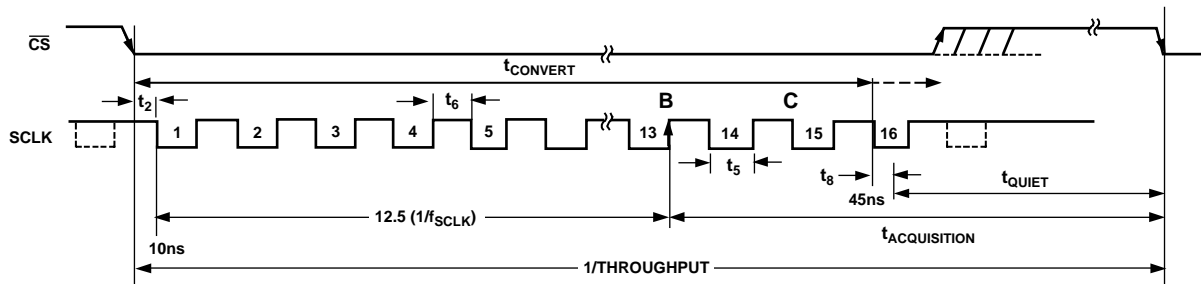 CS
tCONVERT
t2
t6
B
C
SCLK
1
2
3
4
5
13
14
15
16
t5
t8
tQUIET
45ns
12.5 (1/fSCLK)
tACQUISITION
10ns
1/THROUGHPUT